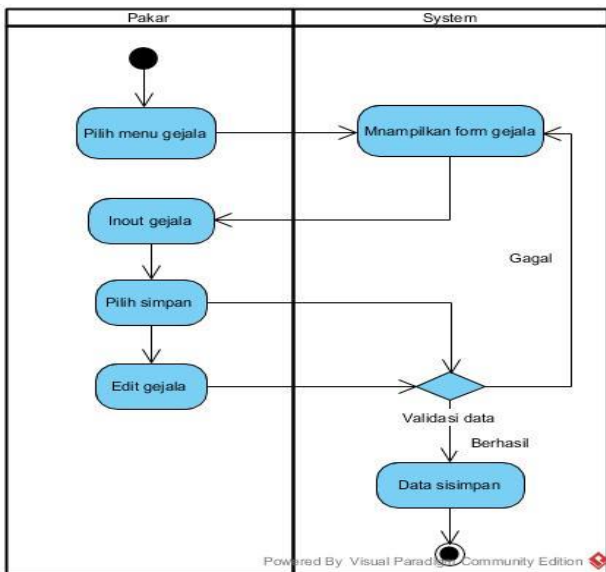 Pakar
System
Pilih menu gejala
Mnampilkan form gejala
Inout gejala
Gagal
Pilih simpan
Edit gejala
Validasi data
Berhasil
Data sisimpan
Powered By Visual Paradigm Community Edition